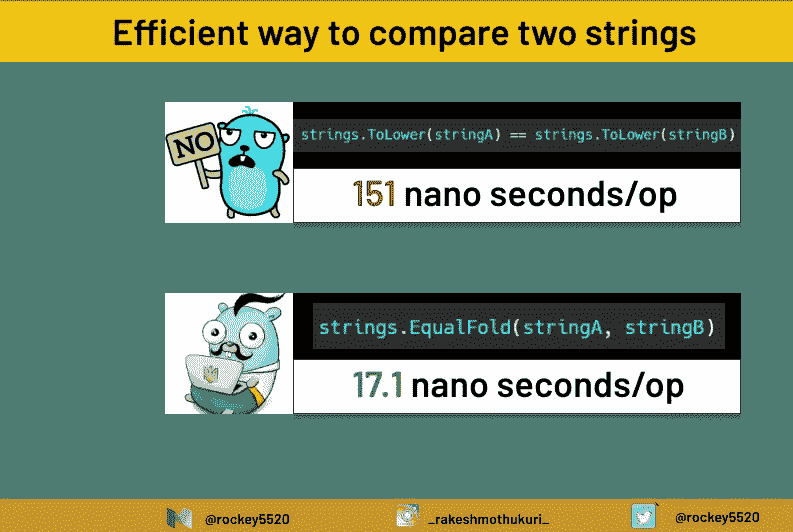 Efficient way to compare two strings
NO
strings.ToLower(stringA) == strings.ToLower(stringB)
151 nano seconds/op
strings.EqualFold(stringA, stringB)
17.1 nano seconds/op
@rockey5520
_rakeshmothukuri_
@rockey5520